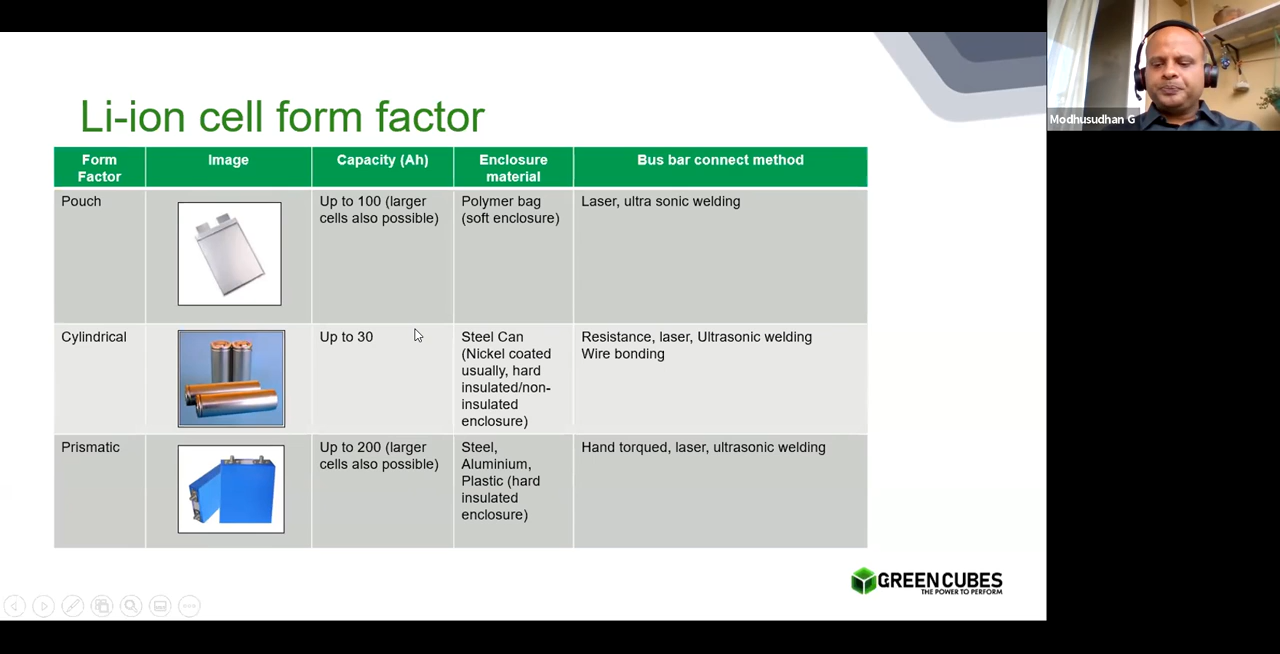 Li-ion cell form factor
Form
Factor
Image
Capacity (Ah)
Enclosure
material
Bus bar connect method
Pouch
Up to 100 (larger
cells also possible)
Polymer bag
(soft enclosure)
Laser, ultra sonic welding
Cylindrical
Up to 30
Steel Can
(Nickel coated
usually, hard
insulated/non-
insulated
enclosure)
Resistance, laser, Ultrasonic welding
Wire bonding
Prismatic
Up to 200 (larger
cells also possible)
Steel,
Aluminium,
Plastic (hard
insulated
enclosure)
Hand torqued, laser, ultrasonic welding
GREEN CUBES
THE POWER TO PERFORM
Modhusudhan G